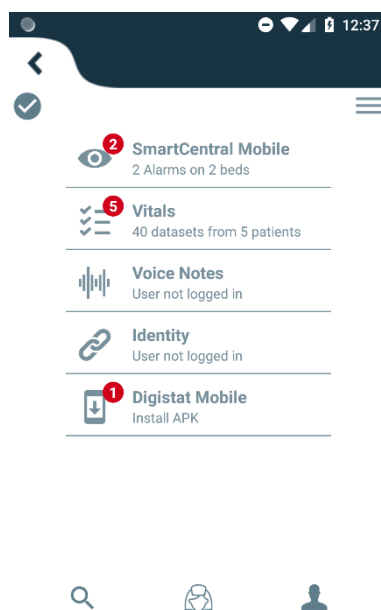 12:37
2
SmartCentral Mobile
2 Alarms on 2 beds
5
Vitals
40 datasets from 5 patients
Voice Notes
User not logged in
Identity
User not logged in
1
Digistat Mobile
Install APK